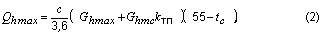 Q_hmax = c/3,6 ( G_hmax + G_hmc k_ТП )( 55 - t_c ) (2)